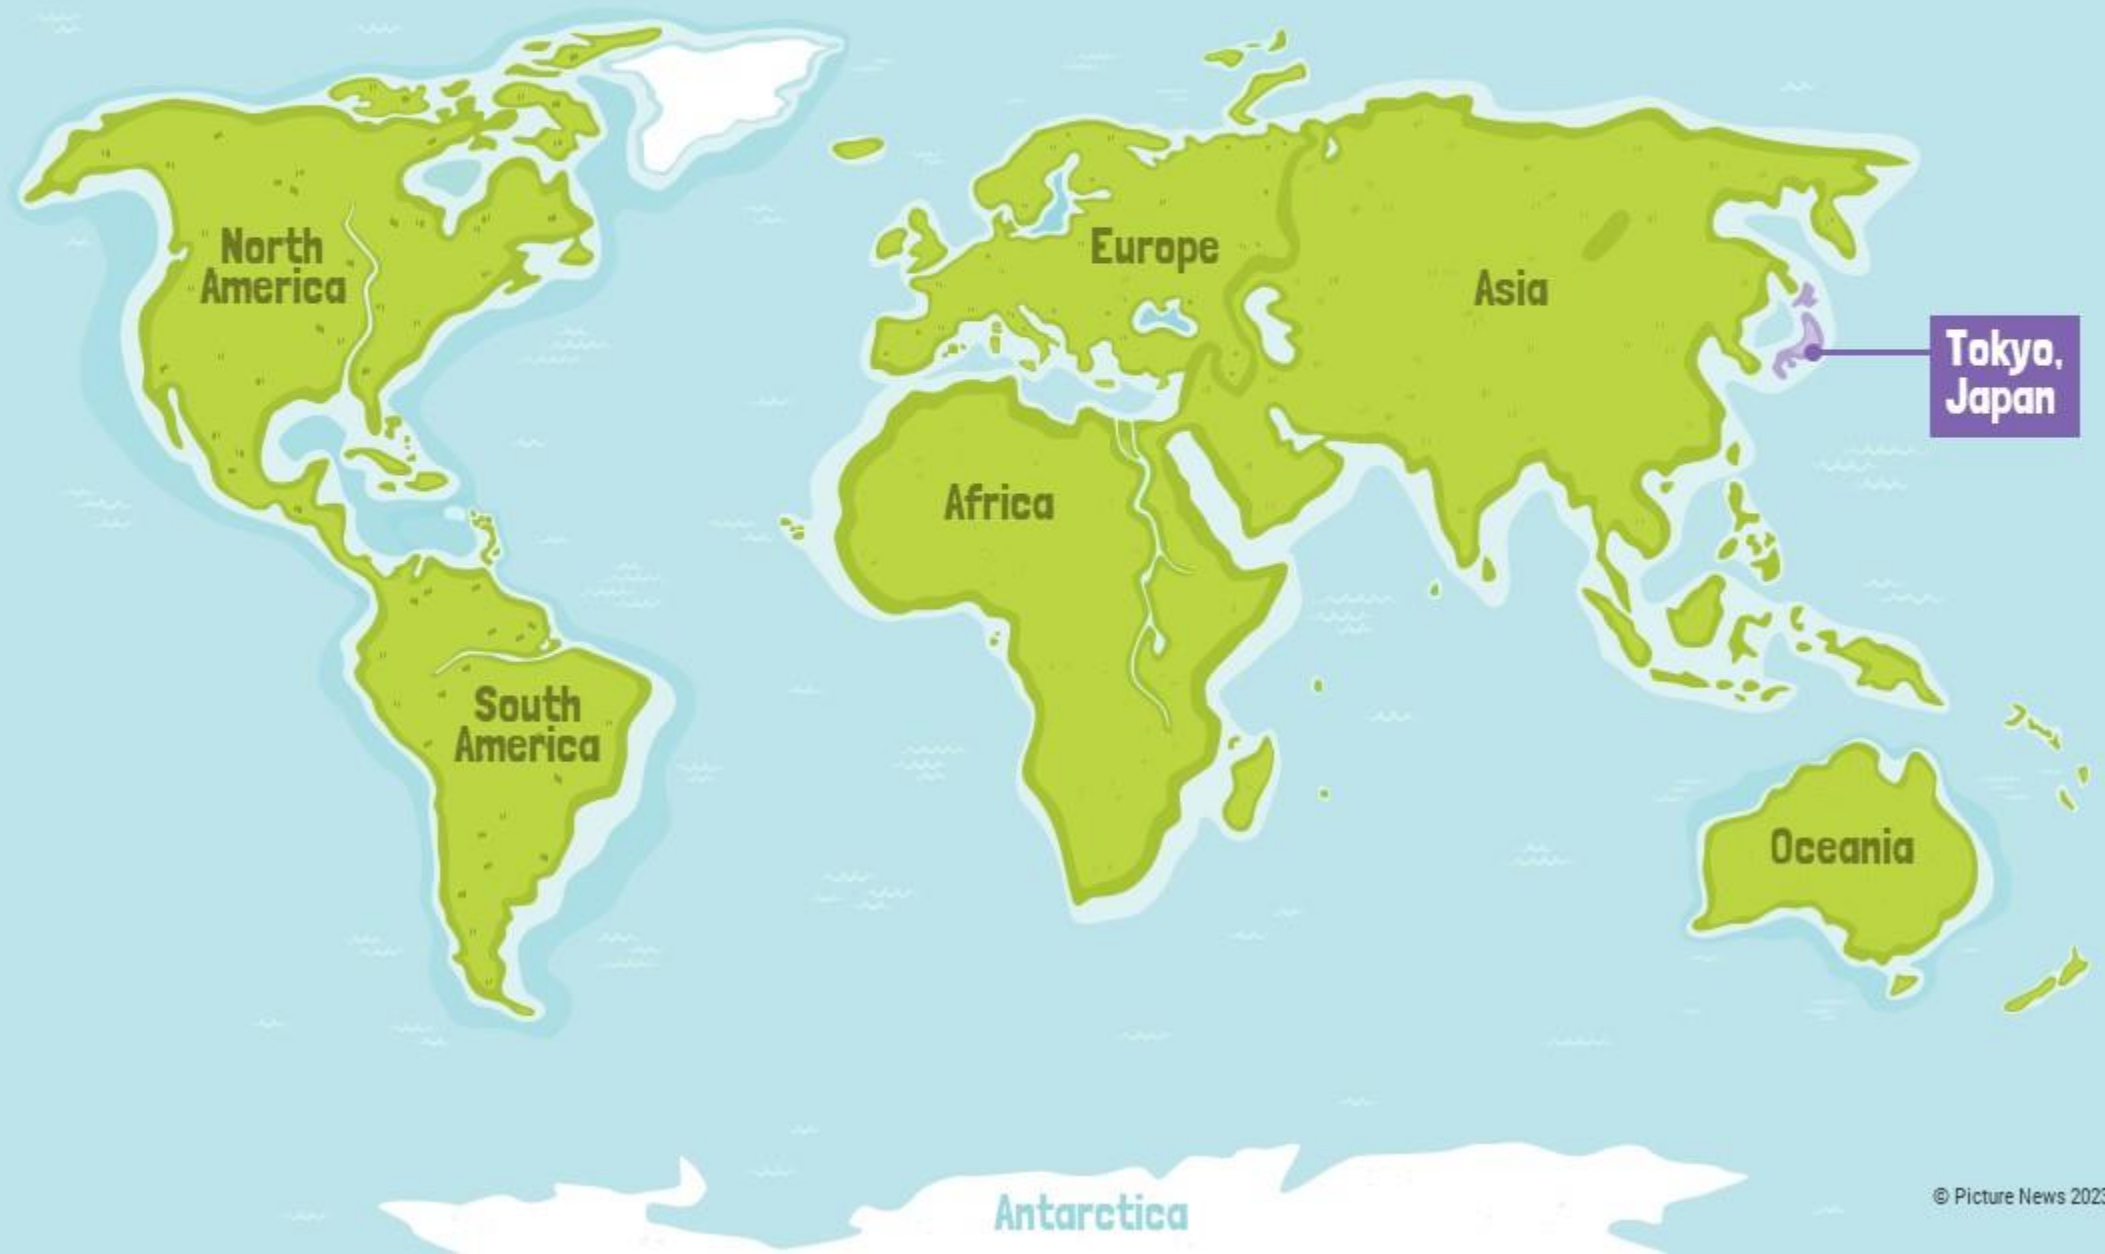 North
America
Europe
Asia
Tokyo,
Japan
Africa
South
America
Oceania
Antarctica
© Picture News 2023